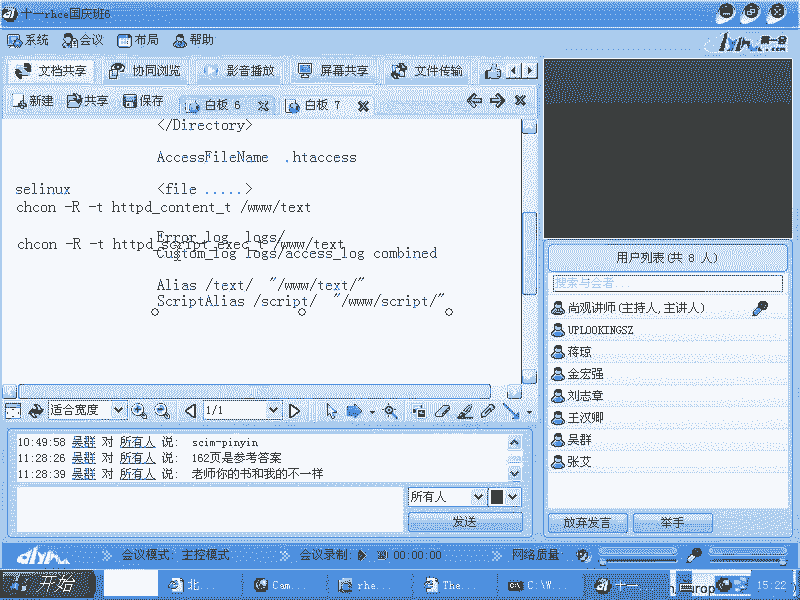 十一rhce国庆班6
系统 会议 布局 帮助
文档共享 协同浏览 影音播放 屏幕共享 文件传输
新建 共享 保存 白板 6 白板 7
</Directory>
AccessFileName .htaccess
selinux <file .....>
chcon -R -t httpd_content_t /www/text
Error_log logs/
chcon -R -t httpd_script_exec_t /www/text
Custom_log logs/access_log combined
Alias /text/ "/www/text/"
ScriptAlias /script/ "/www/script/"
适合宽度 1/1
10:49:58 吴群 对 所有人 说: scim-pinyin
11:28:26 吴群 对 所有人 说: 162页是参考答案
11:28:39 吴群 对 所有人 说: 老师你的书和我的不一样
所有人
发送
用户列表(共 8 人)
搜索与会者...
尚观讲师(主持人,主讲人)
UPLOOKINGSZ
蒋琼
金宏强
刘志章
王汉卿
吴群
张艾
放弃发言 举手
会议模式: 主控模式 会议录制: 00:00:00 网络质量:
开始 北... Cam... rhe... The... C:\W... 十一 15:22